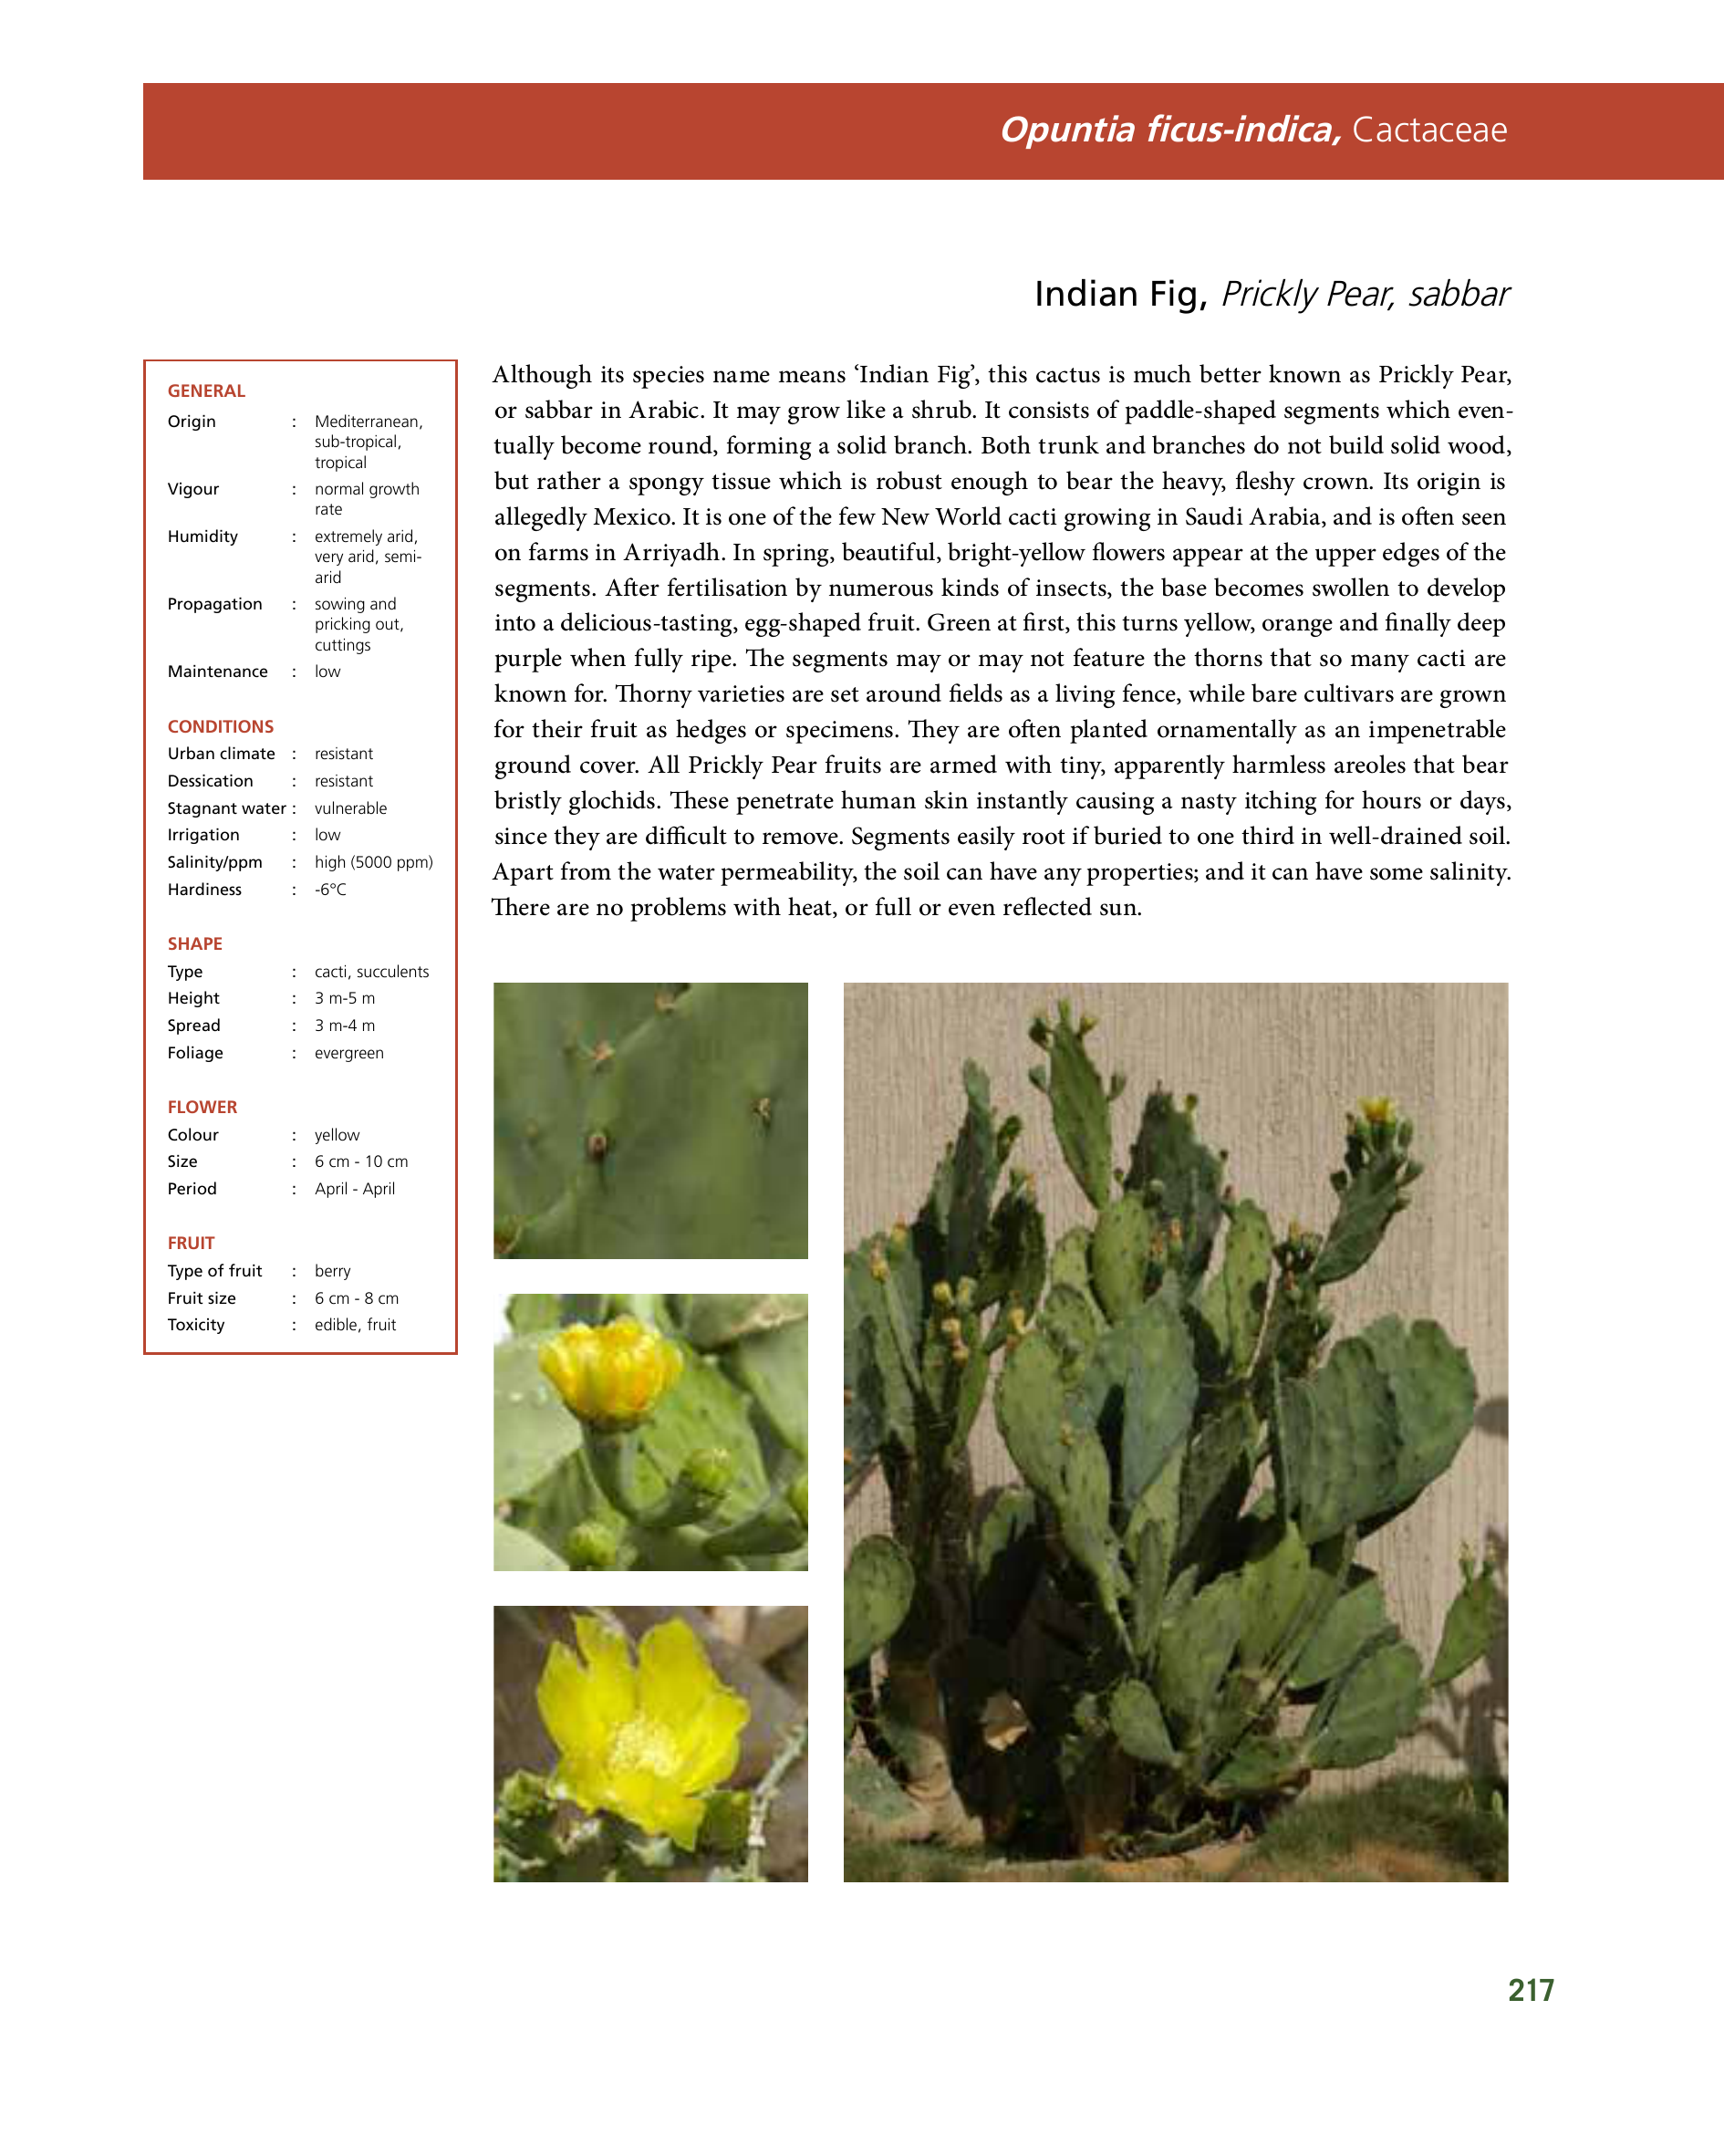 Opuntia ficus-indica, Cactaceae
Indian Fig, Prickly Pear, sabbar
GENERAL
Origin : Mediterranean,
sub-tropical,
tropical
Vigour : normal growth
rate
Humidity : extremely arid,
very arid, semi-
arid
Propagation : sowing and
pricking out,
cuttings
Maintenance : low
CONDITIONS
Urban climate : resistant
Dessication : resistant
Stagnant water : vulnerable
Irrigation : low
Salinity/ppm : high (5000 ppm)
Hardiness : -6°C
SHAPE
Type : cacti, succulents
Height : 3 m-5 m
Spread : 3 m-4 m
Foliage : evergreen
FLOWER
Colour : yellow
Size : 6 cm - 10 cm
Period : April - April
FRUIT
Type of fruit : berry
Fruit size : 6 cm - 8 cm
Toxicity : edible, fruit
Although its species name means ‘Indian Fig’, this cactus is much better known as Prickly Pear,
or sabbar in Arabic. It may grow like a shrub. It consists of paddle-shaped segments which even-
tually become round, forming a solid branch. Both trunk and branches do not build solid wood,
but rather a spongy tissue which is robust enough to bear the heavy, fleshy crown. Its origin is
allegedly Mexico. It is one of the few New World cacti growing in Saudi Arabia, and is often seen
on farms in Arriyadh. In spring, beautiful, bright-yellow flowers appear at the upper edges of the
segments. After fertilisation by numerous kinds of insects, the base becomes swollen to develop
into a delicious-tasting, egg-shaped fruit. Green at first, this turns yellow, orange and finally deep
purple when fully ripe. The segments may or may not feature the thorns that so many cacti are
known for. Thorny varieties are set around fields as a living fence, while bare cultivars are grown
for their fruit as hedges or specimens. They are often planted ornamentally as an impenetrable
ground cover. All Prickly Pear fruits are armed with tiny, apparently harmless areoles that bear
bristly glochids. These penetrate human skin instantly causing a nasty itching for hours or days,
since they are difficult to remove. Segments easily root if buried to one third in well-drained soil.
Apart from the water permeability, the soil can have any properties; and it can have some salinity.
There are no problems with heat, or full or even reflected sun.
217